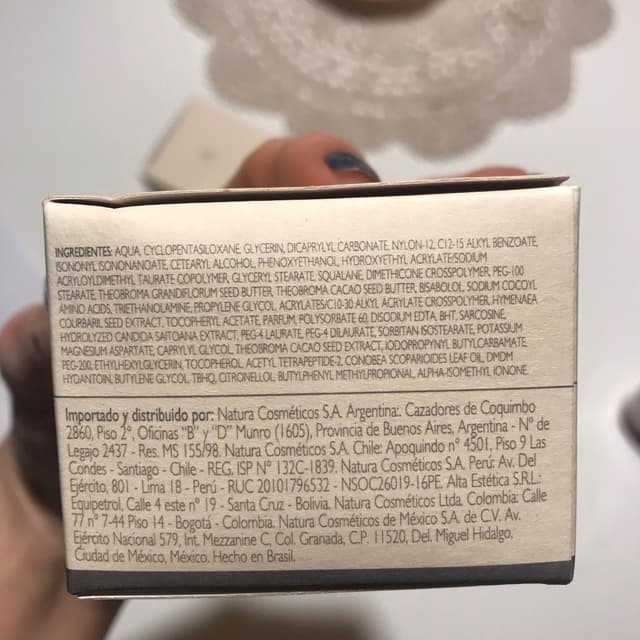 INGREDIENTES: AQUA, CYCLOPENTASILOXANE, GLYCERIN, DICAPRYLYL CARBONATE, NYLON-12, C12-15 ALKYL BENZOATE,
ISONONYL ISONONANOATE, CETEARYL ALCOHOL, PHENOXYETHANOL, HYDROXYETHYL ACRYLATE/SODIUM
ACRYLOYLDIMETHYL TAURATE COPOLYMER, GLYCERYL STEARATE, SQUALANE, DIMETHICONE CROSSPOLYMER, PEG-100
STEARATE, THEOBROMA GRANDIFLORUM SEED BUTTER, THEOBROMA CACAO SEED BUTTER, BISABOLOL, SODIUM COCOYL
AMINO ACIDS, TRIETHANOLAMINE, PROPYLENE GLYCOL, ACRYLATES/C10-30 ALKYL ACRYLATE CROSSPOLYMER, HYMENAEA
COURBARIL SEED EXTRACT, TOCOPHERYL ACETATE, PARFUM, POLYSORBATE 60, DISODIUM EDTA, BHT, SARCOSINE,
HYDROLYZED CANDIDA SAITOANA EXTRACT, PEG-4 LAURATE, PEG-4 DILAURATE, SORBITAN ISOSTEARATE, POTASSIUM
MAGNESIUM ASPARTATE, CAPRYLYL GLYCOL, THEOBROMA CACAO SEED EXTRACT, IODOPROPYNYL BUTYLCARBAMATE,
PEG-200, ETHYLHEXYLGLYCERIN, TOCOPHEROL, ACETYL TETRAPEPTIDE-2, CONOBEA SCOPARIOIDES LEAF OIL, DMDM
HYDANTOIN, BUTYLENE GLYCOL, TBHQ, CITRONELLOL, BUTYLPHENYL METHYLPROPIONAL, ALPHA-ISOMETHYL IONONE.
Importado y distribuido por: Natura Cosméticos S.A. Argentina:. Cazadores de Coquimbo
2860, Piso 2°, Oficinas "B" y "D" Munro (1605), Provincia de Buenos Aires, Argentina - N° de
Legajo 2437 - Res. MS 155/98. Natura Cosméticos S.A. Chile: Apoquindo n° 4501, Piso 9 Las
Condes - Santiago - Chile - REG. ISP N° 132C-1839. Natura Cosméticos S.A. Perú: Av. Del
Ejército, 801 - Lima 18 - Perú - RUC 20101796532 - NSOC26019-16PE. Alta Estética S.R.L:
Equipetrol, Calle 4 este n° 19 - Santa Cruz - Bolivia. Natura Cosméticos Ltda. Colombia: Calle
77 n° 7-44 Piso 14 - Bogotá - Colombia. Natura Cosméticos de México S.A. de C.V. Av.
Ejército Nacional 579, Int. Mezzanine C, Col. Granada, C.P. 11520, Del. Miguel Hidalgo,
Ciudad de México, México. Hecho en Brasil.